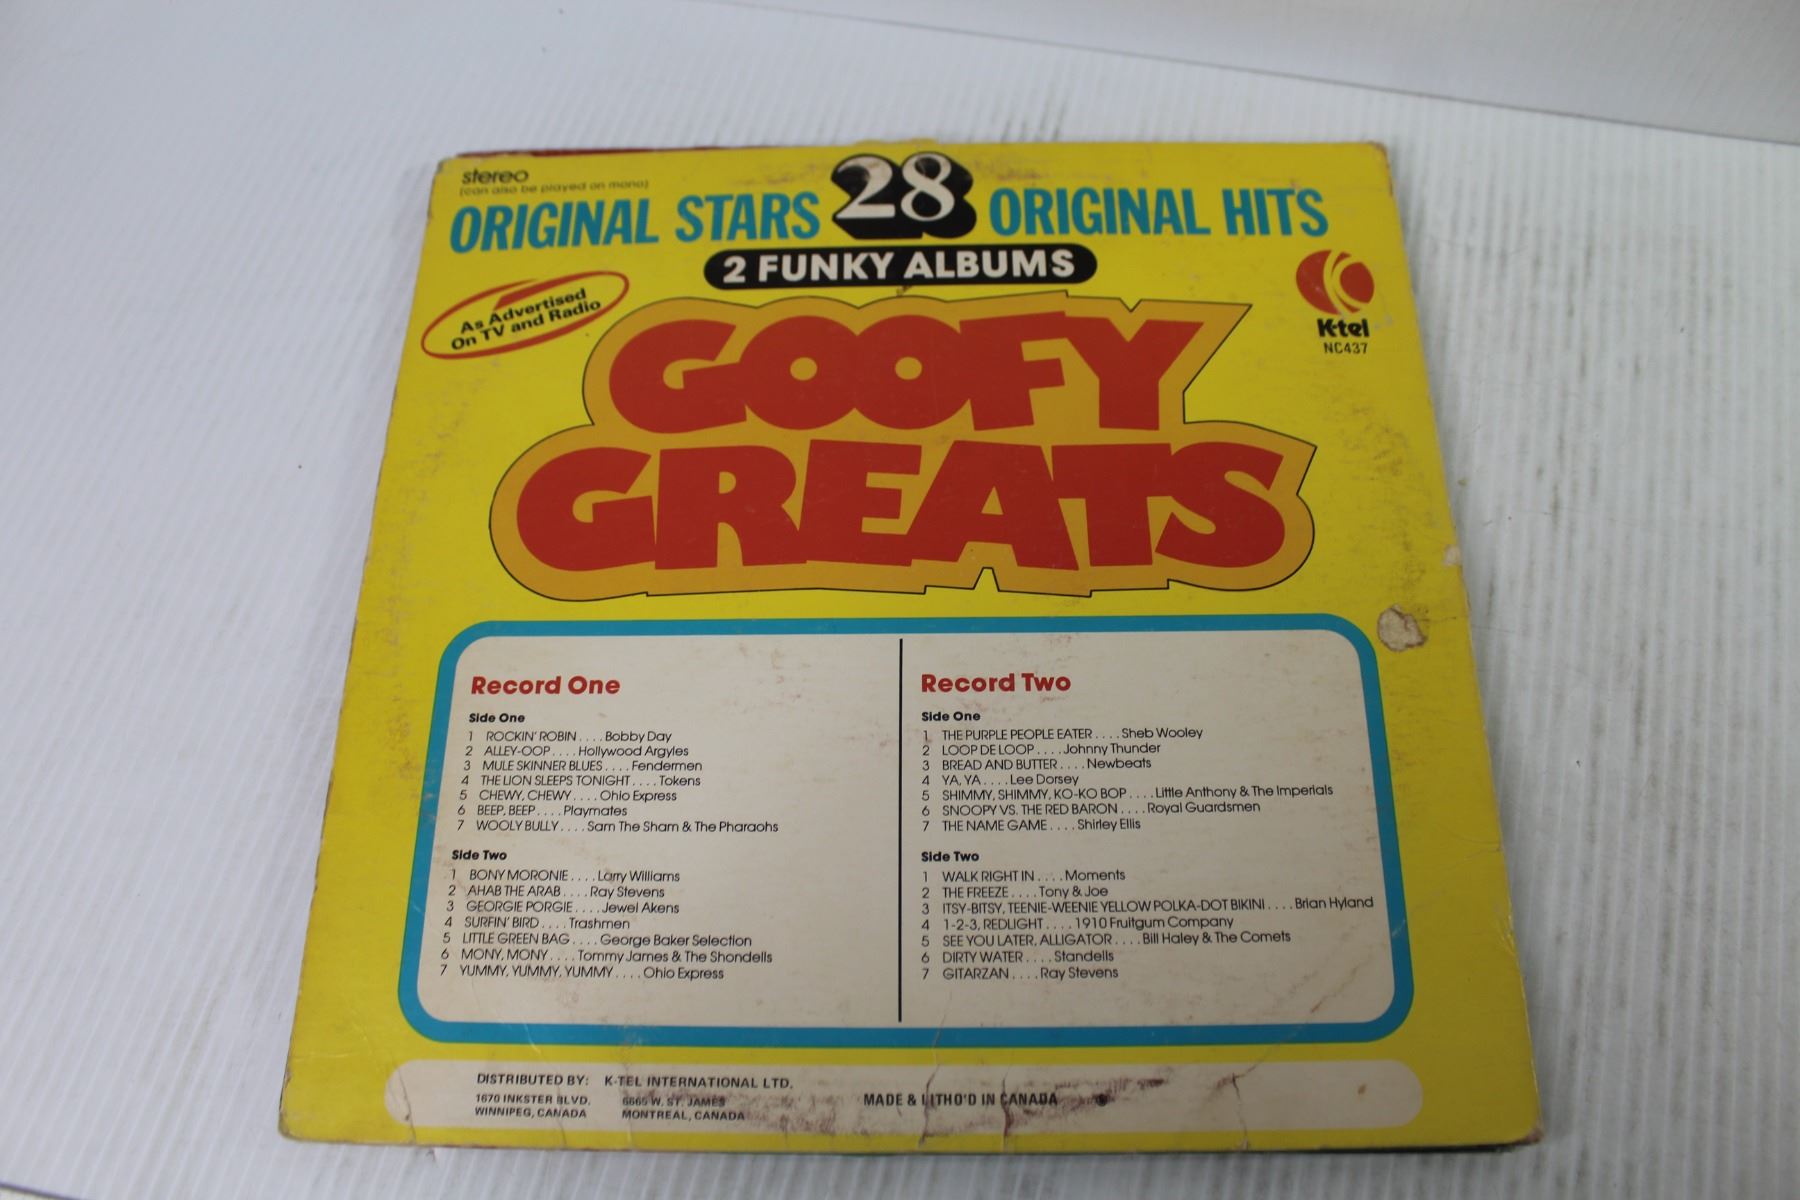 stereo
(can also be played on mono)
ORIGINAL STARS 28 ORIGINAL HITS
2 FUNKY ALBUMS
As Advertised
On TV and Radio
K-tel
NC437
GOOFY
GREATS
Record One
Side One
1 ROCKIN' ROBIN....Bobby Day
2 ALLEY-OOP....Hollywood Argyles
3 MULE SKINNER BLUES....Fendermen
4 THE LION SLEEPS TONIGHT....Tokens
5 CHEWY, CHEWY....Ohio Express
6 BEEP, BEEP....Playmates
7 WOOLY BULLY....Sam The Sham & The Pharaohs
Side Two
1 BONY MORONIE....Larry Williams
2 AHAB THE ARAB....Ray Stevens
3 GEORGIE PORGIE....Jewel Akens
4 SURFIN' BIRD....Trashmen
5 LITTLE GREEN BAG....George Baker Selection
6 MONY, MONY....Tommy James & The Shondells
7 YUMMY, YUMMY, YUMMY....Ohio Express
Record Two
Side One
1 THE PURPLE PEOPLE EATER....Sheb Wooley
2 LOOP DE LOOP....Johnny Thunder
3 BREAD AND BUTTER....Newbeats
4 YA, YA....Lee Dorsey
5 SHIMMY, SHIMMY, KO-KO BOP....Little Anthony & The Imperials
6 SNOOPY VS. THE RED BARON....Royal Guardsmen
7 THE NAME GAME....Shirley Ellis
Side Two
1 WALK RIGHT IN....Moments
2 THE FREEZE....Tony & Joe
3 ITSY-BITSY, TEENIE-WEENIE YELLOW POLKA-DOT BIKINI....Brian Hyland
4 1-2-3, REDLIGHT....1910 Fruitgum Company
5 SEE YOU LATER, ALLIGATOR....Bill Haley & The Comets
6 DIRTY WATER....Standells
7 GITARZAN....Ray Stevens
DISTRIBUTED BY: K-TEL INTERNATIONAL LTD.
1670 INKSTER BLVD.
WINNIPEG, CANADA
6665 W. ST. JAMES
MONTREAL, CANADA
MADE & LITHO'D IN CANADA